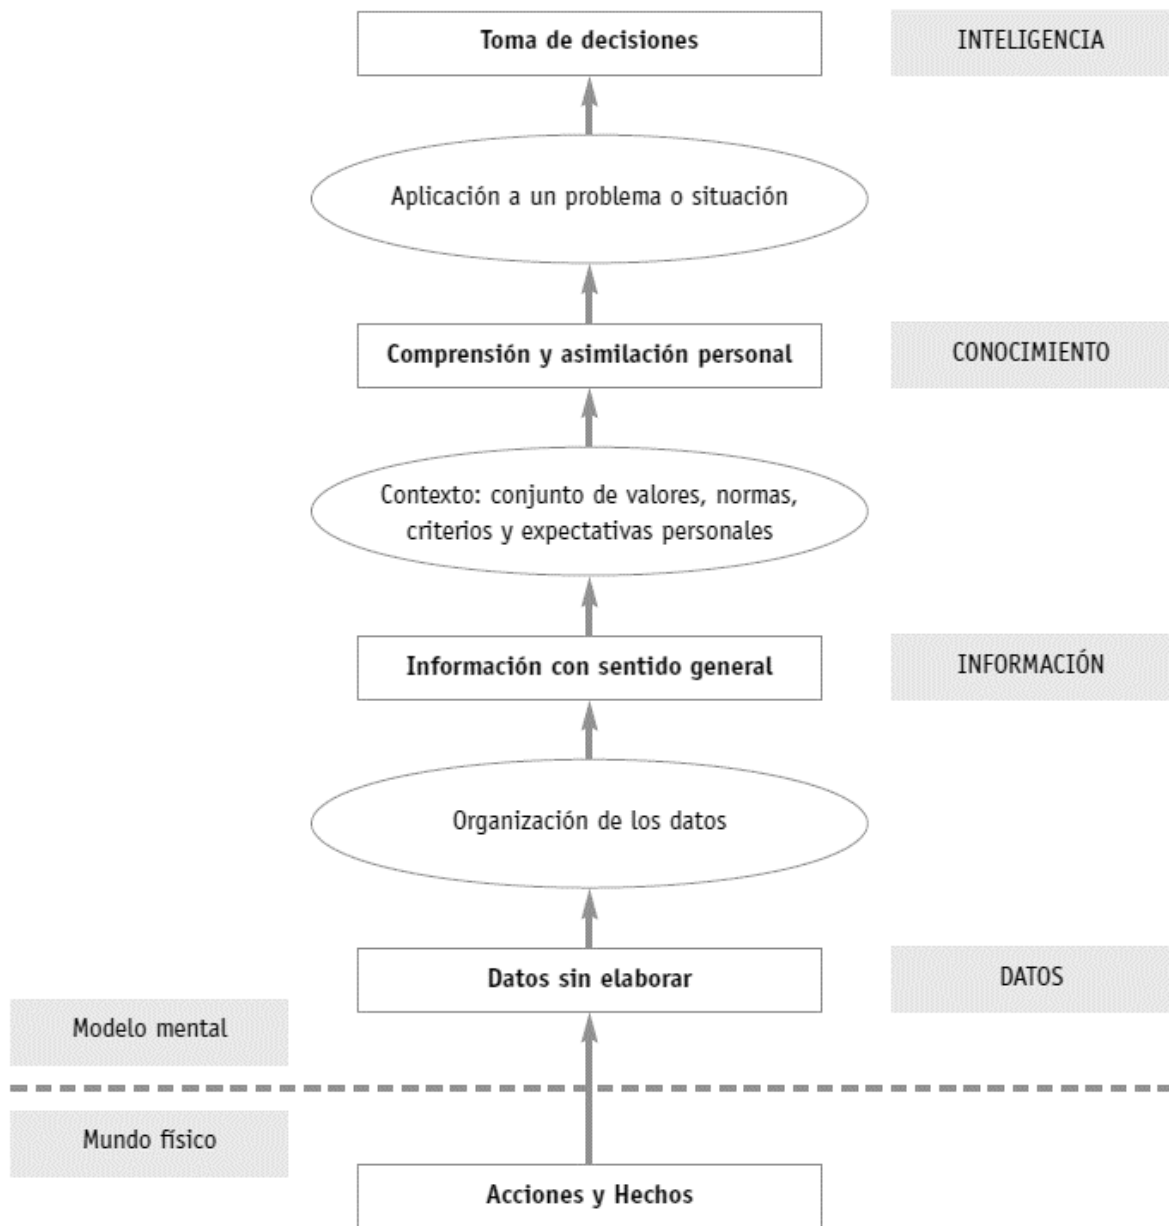 Toma de decisiones
INTELIGENCIA
Aplicación a un problema o situación
Comprensión y asimilación personal
CONOCIMIENTO
Contexto: conjunto de valores, normas,
criterios y expectativas personales
Información con sentido general
INFORMACIÓN
Organización de los datos
Datos sin elaborar
DATOS
Modelo mental
Mundo físico
Acciones y Hechos